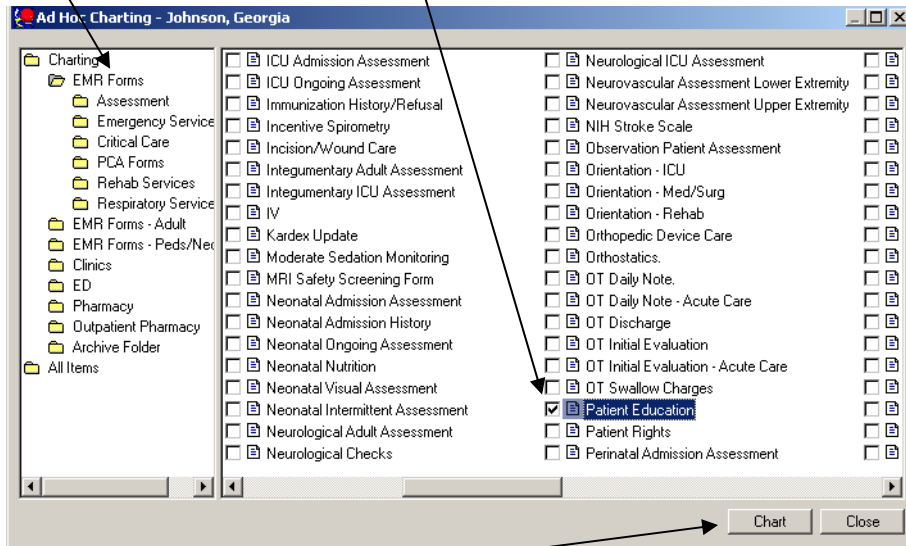 Ad Hoc Charting - Johnson, Georgia
Charting
EMR Forms
Assessment
Emergency Service
Critical Care
PCA Forms
Rehab Services
Respiratory Service
EMR Forms - Adult
EMR Forms - Peds/Neo
Clinics
ED
Pharmacy
Outpatient Pharmacy
Archive Folder
All Items
ICU Admission Assessment
ICU Ongoing Assessment
Immunization History/Refusal
Incentive Spirometry
Incision/Wound Care
Integumentary Adult Assessment
Integumentary ICU Assessment
IV
Kardex Update
Moderate Sedation Monitoring
MRI Safety Screening Form
Neonatal Admission Assessment
Neonatal Admission History
Neonatal Ongoing Assessment
Neonatal Nutrition
Neonatal Visual Assessment
Neonatal Intermittent Assessment
Neurological Adult Assessment
Neurological Checks
Neurological ICU Assessment
Neurovascular Assessment Lower Extremity
Neurovascular Assessment Upper Extremity
NIH Stroke Scale
Observation Patient Assessment
Orientation - ICU
Orientation - Med/Surg
Orientation - Rehab
Orthopedic Device Care
Orthostatics.
OT Daily Note.
OT Daily Note - Acute Care
OT Discharge
OT Initial Evaluation
OT Initial Evaluation - Acute Care
OT Swallow Charges
Patient Education
Patient Rights
Perinatal Admission Assessment
Chart
Close